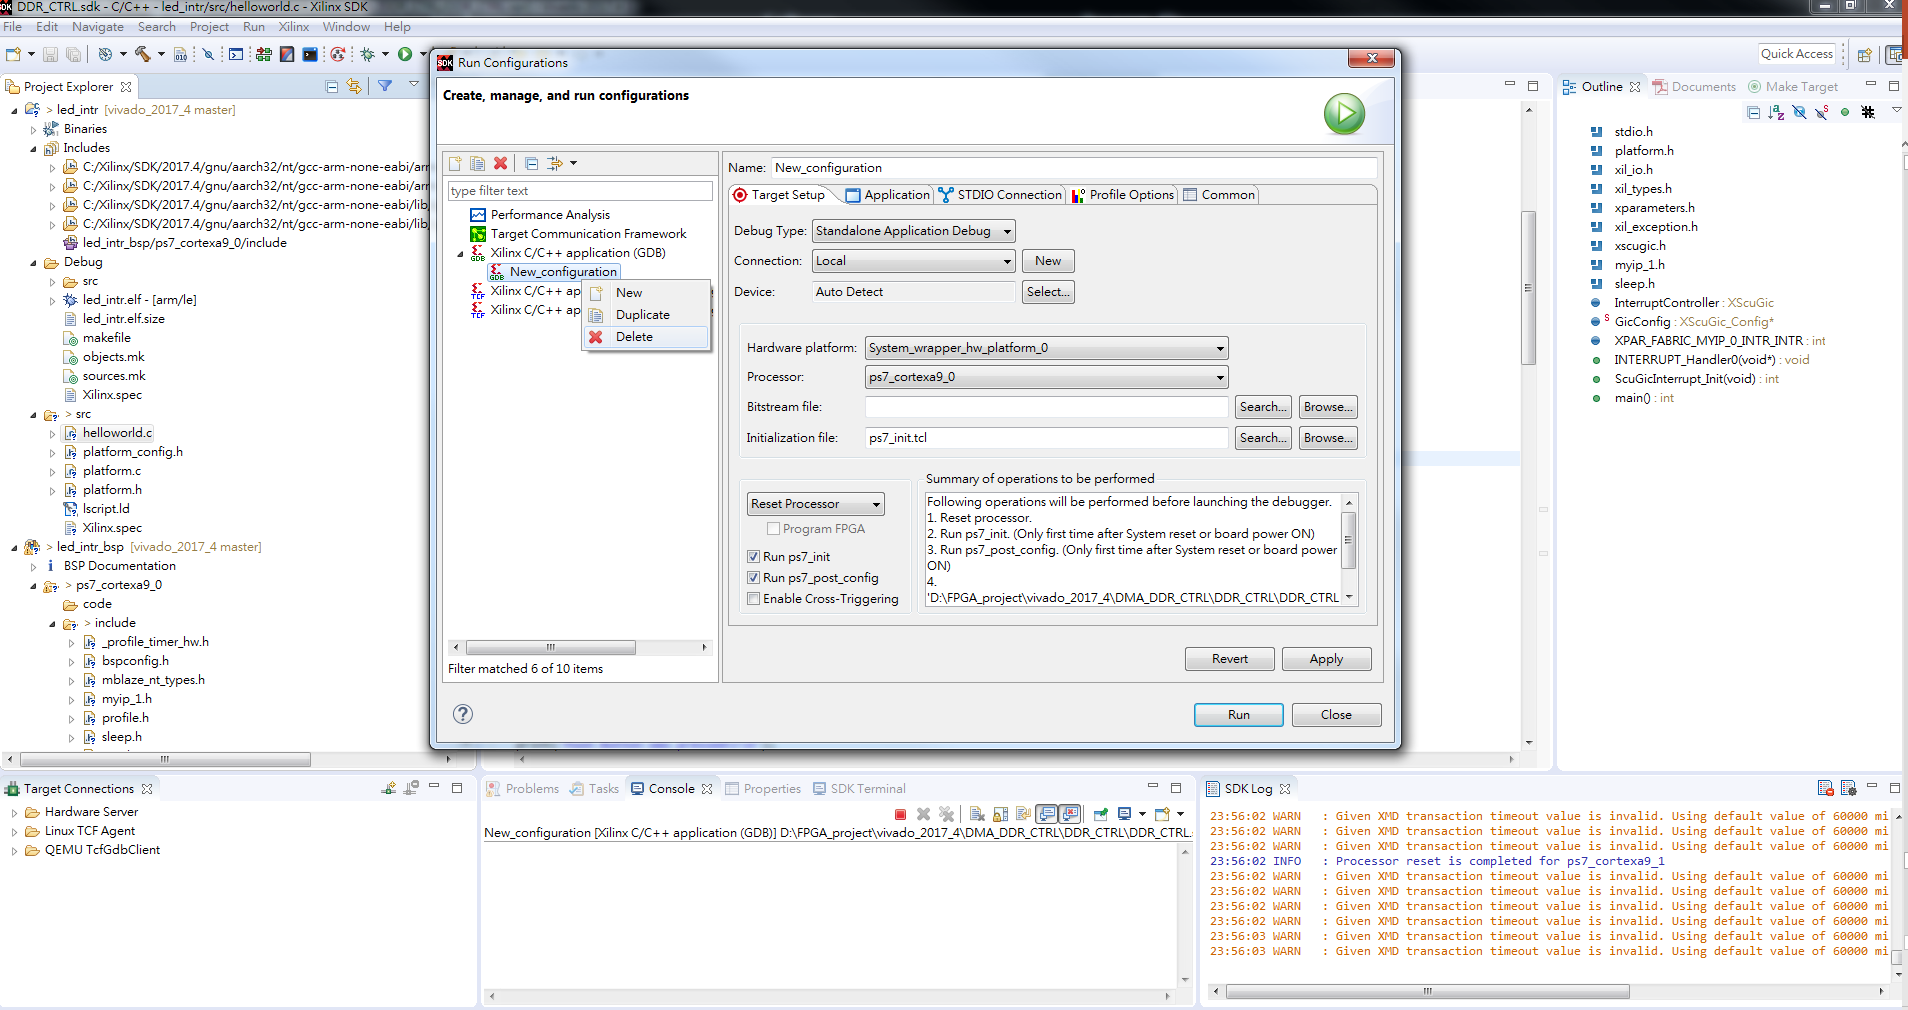 DDR_CTRL.sdk - C/C++ - led_intr/src/helloworld.c - Xilinx SDK
File Edit Navigate Search Project Run Xilinx Window Help
Quick Access
Project Explorer
> led_intr [vivado_2017_4 master]
Binaries
Includes
C:/Xilinx/SDK/2017.4/gnu/aarch32/nt/gcc-arm-none-eabi/arr
C:/Xilinx/SDK/2017.4/gnu/aarch32/nt/gcc-arm-none-eabi/arr
C:/Xilinx/SDK/2017.4/gnu/aarch32/nt/gcc-arm-none-eabi/lib,
C:/Xilinx/SDK/2017.4/gnu/aarch32/nt/gcc-arm-none-eabi/lib,
led_intr_bsp/ps7_cortexa9_0/include
Debug
src
led_intr.elf - [arm/le]
led_intr.elf.size
makefile
objects.mk
sources.mk
Xilinx.spec
> src
helloworld.c
platform_config.h
platform.c
platform.h
lscript.ld
Xilinx.spec
> led_intr_bsp [vivado_2017_4 master]
BSP Documentation
> ps7_cortexa9_0
code
> include
_profile_timer_hw.h
bspconfig.h
mblaze_nt_types.h
myip_1.h
profile.h
sleep.h
Run Configurations
Create, manage, and run configurations
type filter text
Performance Analysis
Target Communication Framework
Xilinx C/C++ application (GDB)
New_configuration
Xilinx C/C++ ap
Xilinx C/C++ ap
New
Duplicate
Delete
Filter matched 6 of 10 items
Name: New_configuration
Target Setup Application STDIO Connection Profile Options Common
Debug Type: Standalone Application Debug
Connection: Local New
Device: Auto Detect Select...
Hardware platform: System_wrapper_hw_platform_0
Processor: ps7_cortexa9_0
Bitstream file: Search... Browse...
Initialization file: ps7_init.tcl Search... Browse...
Reset Processor
Program FPGA
Run ps7_init
Run ps7_post_config
Enable Cross-Triggering
Summary of operations to be performed
Following operations will be performed before launching the debugger.
1. Reset processor.
2. Run ps7_init. (Only first time after System reset or board power ON)
3. Run ps7_post_config. (Only first time after System reset or board power
ON)
4.
'D:\FPGA_project\vivado_2017_4\DMA_DDR_CTRL\DDR_CTRL\DDR_CTRL
Revert Apply
Run Close
Outline Documents Make Target
stdio.h
platform.h
xil_io.h
xil_types.h
xparameters.h
xil_exception.h
xscugic.h
myip_1.h
sleep.h
InterruptController : XScuGic
GicConfig : XScuGic_Config*
XPAR_FABRIC_MYIP_0_INTR_INTR : int
INTERRUPT_Handler0(void*) : void
ScuGicInterrupt_Init(void) : int
main() : int
Target Connections
Hardware Server
Linux TCF Agent
QEMU TcfGdbClient
Problems Tasks Console Properties SDK Terminal
New_configuration [Xilinx C/C++ application (GDB)] D:\FPGA_project\vivado_2017_4\DMA_DDR_CTRL\DDR_CTRL\DDR_CTRL.
SDK Log
23:56:02 WARN : Given XMD transaction timeout value is invalid. Using default value of 60000 mi
23:56:02 WARN : Given XMD transaction timeout value is invalid. Using default value of 60000 mi
23:56:02 WARN : Given XMD transaction timeout value is invalid. Using default value of 60000 mi
23:56:02 INFO : Processor reset is completed for ps7_cortexa9_1
23:56:02 WARN : Given XMD transaction timeout value is invalid. Using default value of 60000 mi
23:56:02 WARN : Given XMD transaction timeout value is invalid. Using default value of 60000 mi
23:56:02 WARN : Given XMD transaction timeout value is invalid. Using default value of 60000 mi
23:56:02 WARN : Given XMD transaction timeout value is invalid. Using default value of 60000 mi
23:56:03 WARN : Given XMD transaction timeout value is invalid. Using default value of 60000 mi
23:56:03 WARN : Given XMD transaction timeout value is invalid. Using default value of 60000 mi